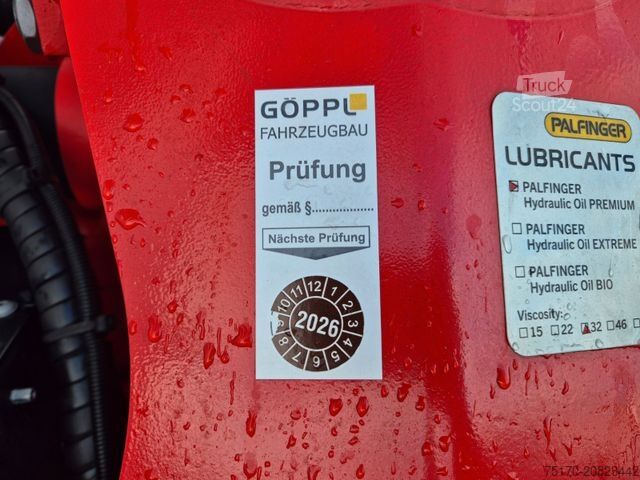 Truck
Scout24
GÖPPL
FAHRZEUGBAU
Prüfung
gemäß §..................
Nächste Prüfung
1 2 3 4 5 6 7 8 9 10 11 12
2026
PALFINGER
LUBRICANTS
PALFINGER
Hydraulic Oil PREMIUM
PALFINGER
Hydraulic Oil EXTREME
PALFINGER
Hydraulic Oil BIO
Viscosity:
15 22 32 46